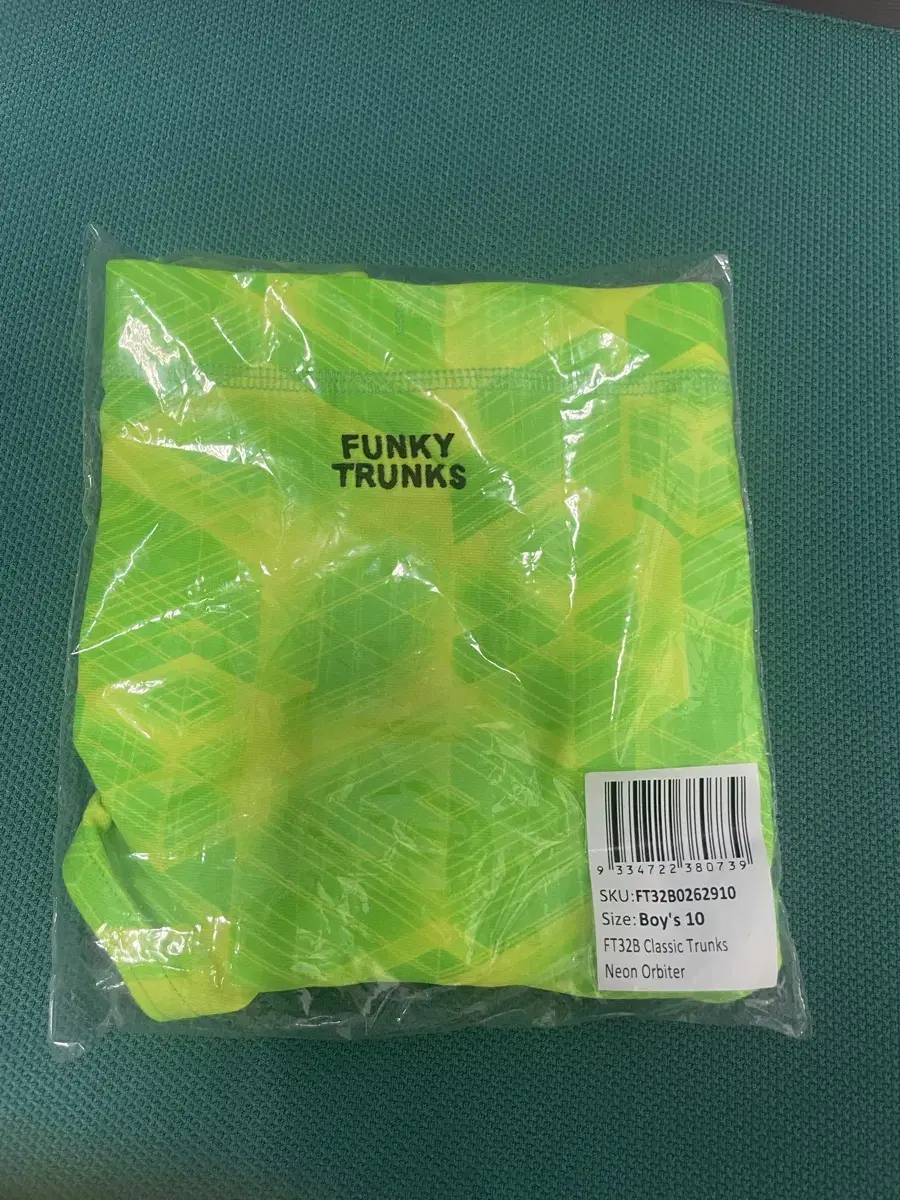 FUNKY
TRUNKS
9 334722 380739
SKU:FT32B0262910
Size: Boy's 10
FT32B Classic Trunks
Neon Orbiter